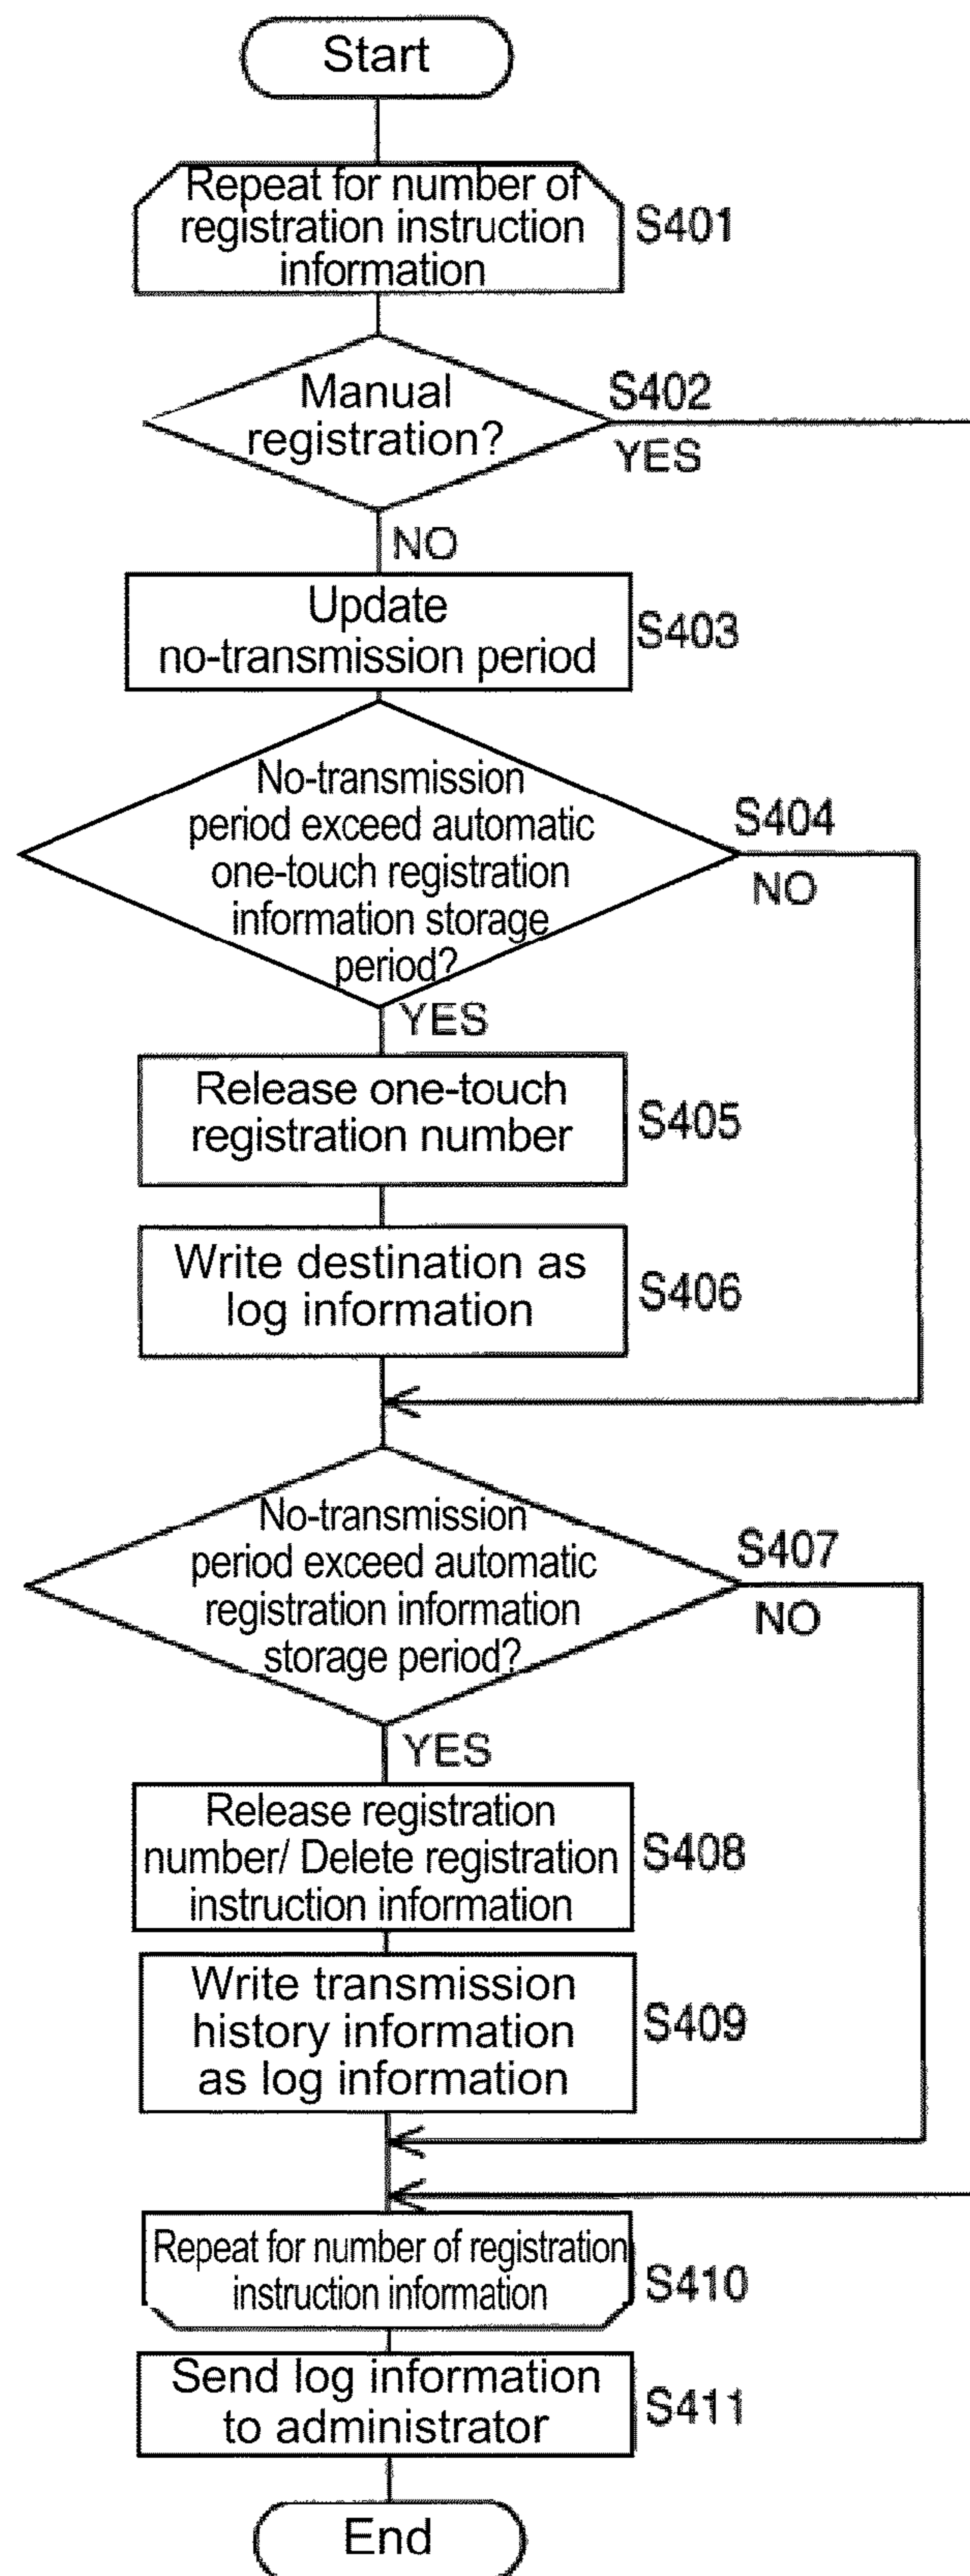 Start
Repeat for number of
registration instruction
information
S401
Manual
registration?
S402
YES
NO
Update
no-transmission period
S403
No-transmission
period exceed automatic
one-touch registration
information storage
period?
S404
NO
YES
Release one-touch
registration number
S405
Write destination as
log information
S406
No-transmission
period exceed automatic
registration information
storage period?
S407
NO
YES
Release registration
number/ Delete registration
instruction information
S408
Write transmission
history information
as log information
S409
Repeat for number of registration
instruction information
S410
Send log information
to administrator
S411
End